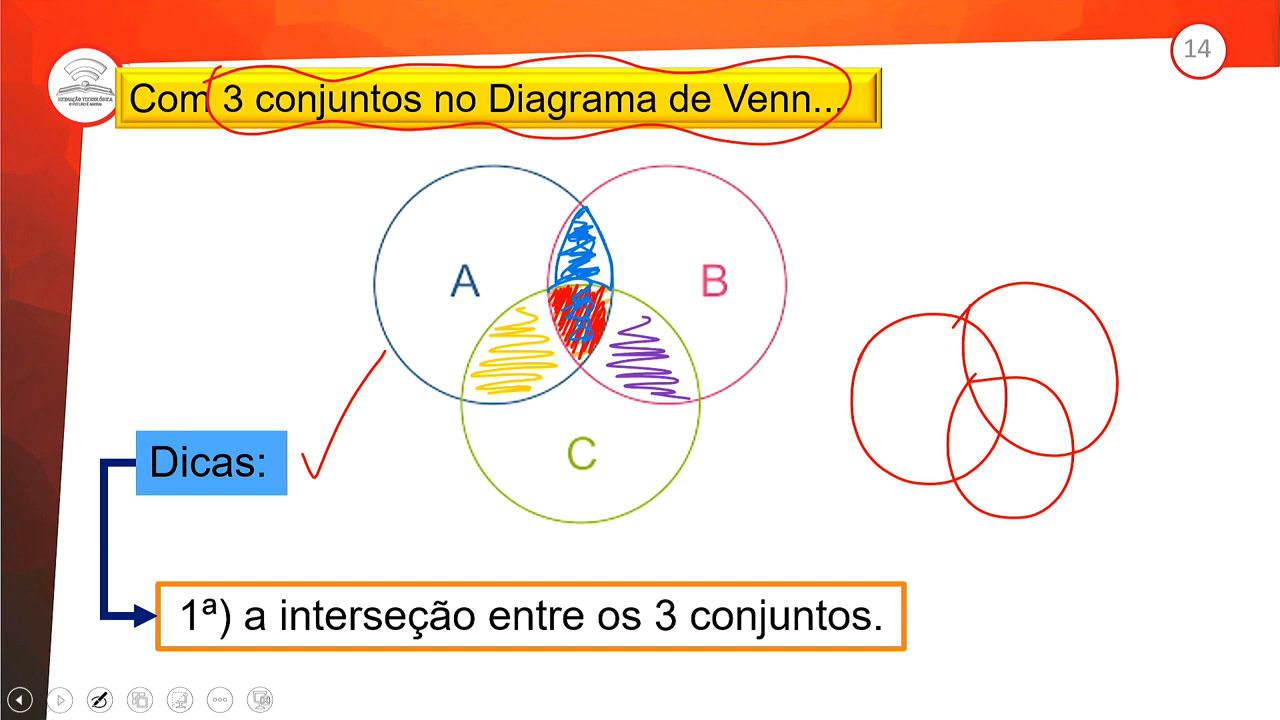 14
Com 3 conjuntos no Diagrama de Venn...
A
B
C
Dicas:
1ª) a interseção entre os 3 conjuntos.